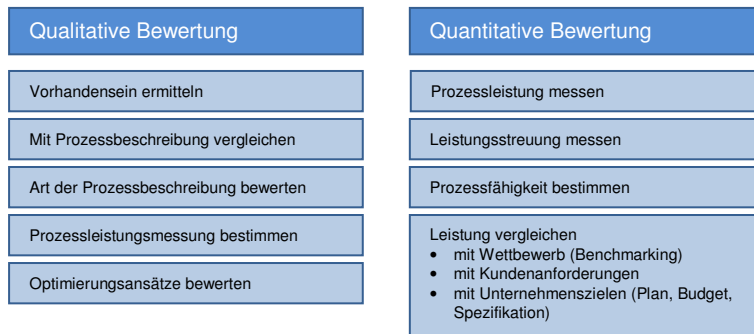 Qualitative Bewertung
Vorhandensein ermitteln
Mit Prozessbeschreibung vergleichen
Art der Prozessbeschreibung bewerten
Prozessleistungsmessung bestimmen
Optimierungsansätze bewerten
Quantitative Bewertung
Prozessleistung messen
Leistungsstreuung messen
Prozessfähigkeit bestimmen
Leistung vergleichen
• mit Wettbewerb (Benchmarking)
• mit Kundenanforderungen
• mit Unternehmenszielen (Plan, Budget,
Spezifikation)